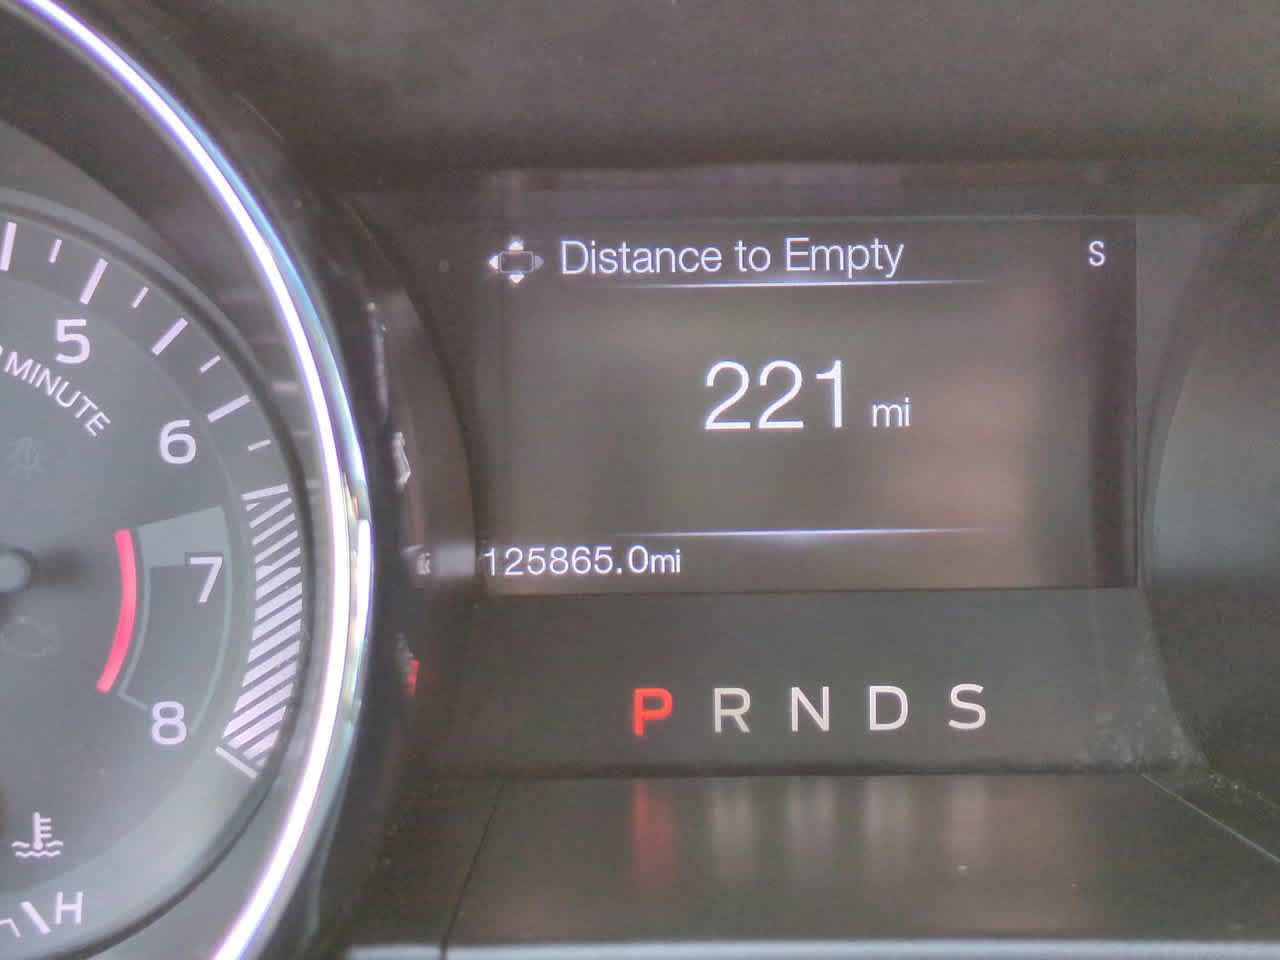 Distance to Empty S
221 mi
125865.0mi
P R N D S
5
MINUTE
6
7
8
H